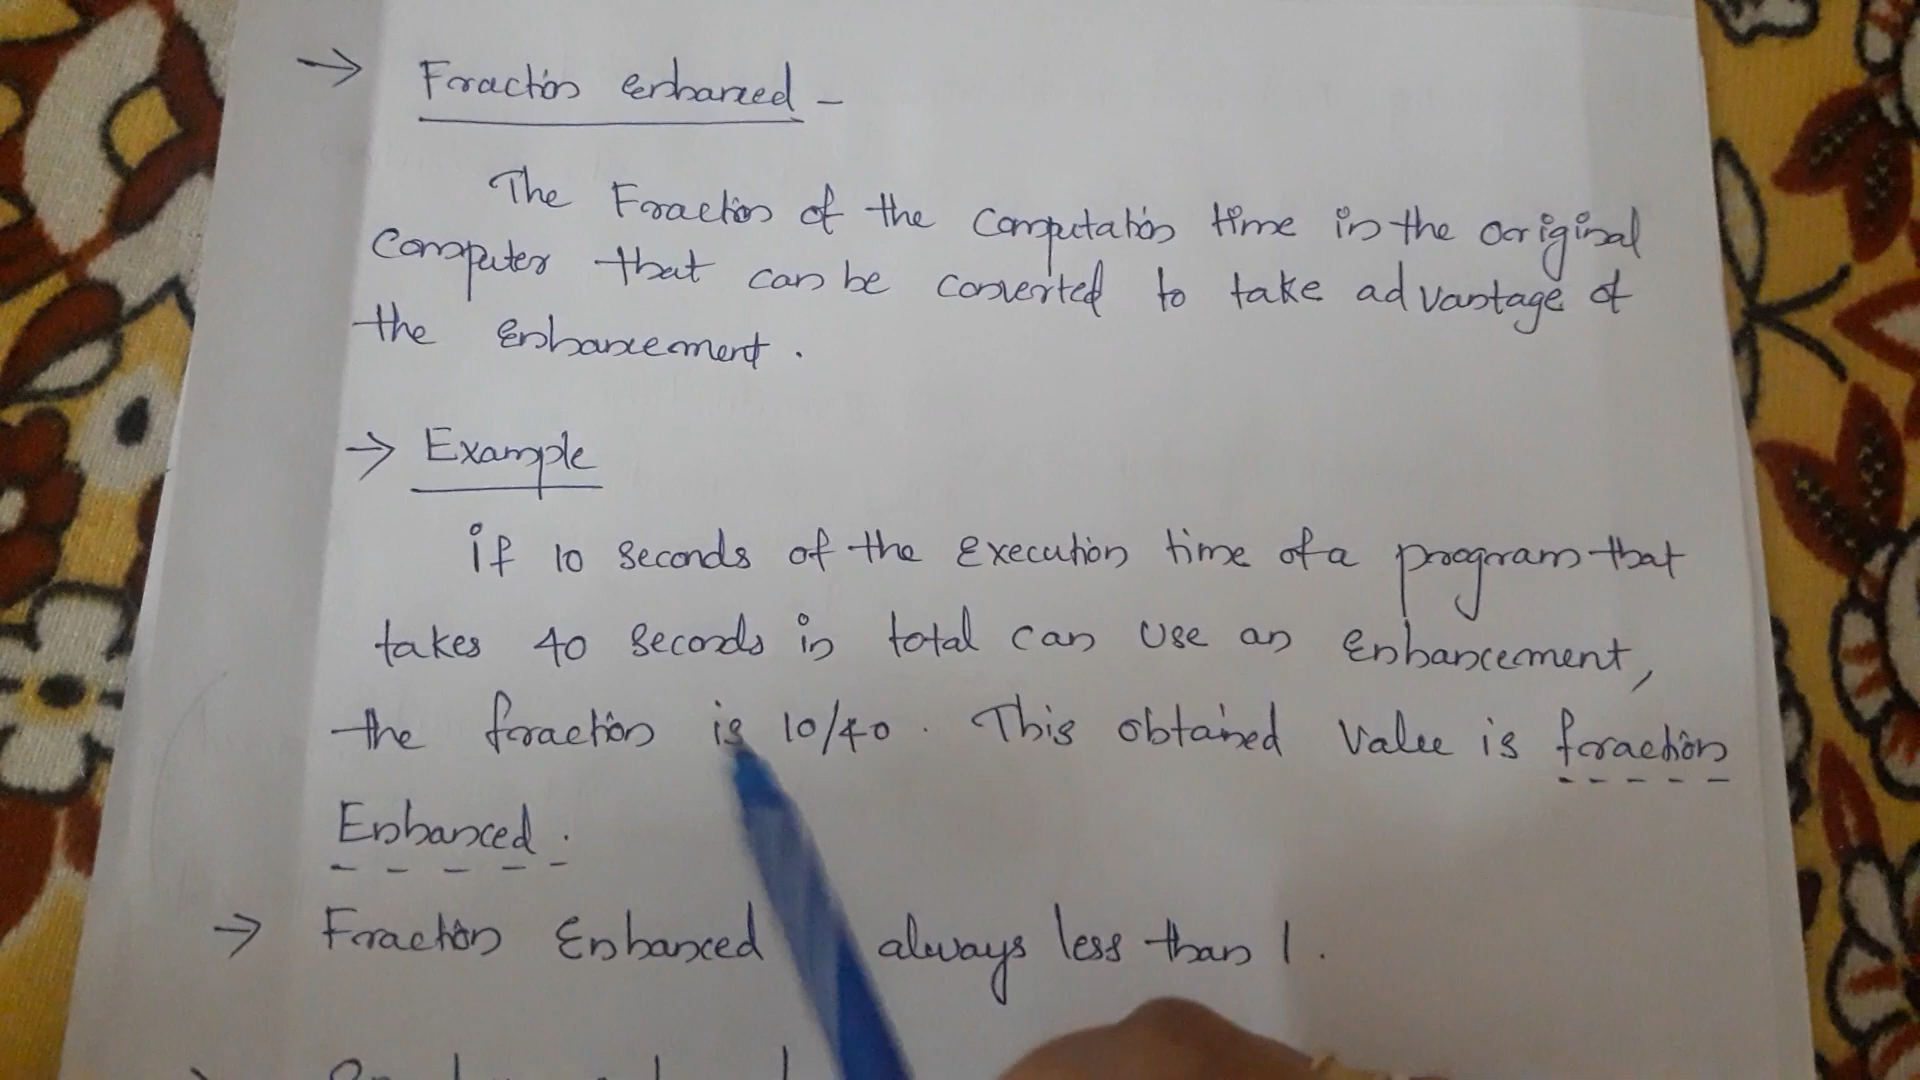 → Fraction enhanced -
The Fraction of the computation time in the original
computer that can be converted to take advantage of
the enhancement.
→ Example
if 10 seconds of the execution time of a program that
takes 40 seconds in total can use an enhancement,
the fraction is 10/40. This obtained value is fraction
Enhanced.
→ Fraction Enhanced always less than 1.